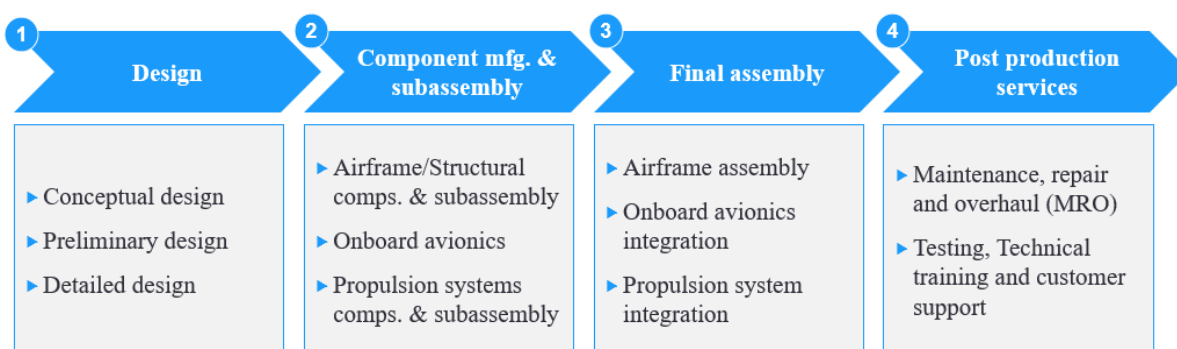 1
Design
Conceptual design
Preliminary design
Detailed design
2
Component mfg. &
subassembly
Airframe/Structural
comps. & subassembly
Onboard avionics
Propulsion systems
comps. & subassembly
3
Final assembly
Airframe assembly
Onboard avionics
integration
Propulsion system
integration
4
Post production
services
Maintenance, repair
and overhaul (MRO)
Testing, Technical
training and customer
support